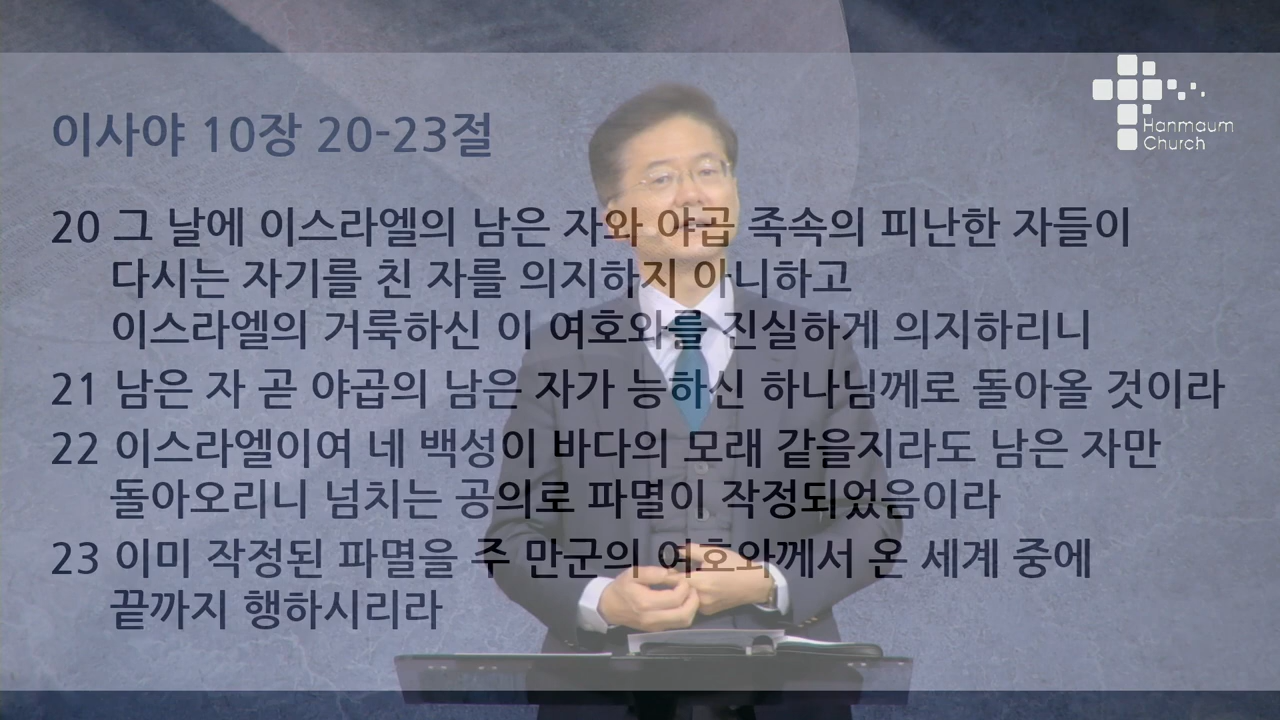 이사야 10장 20-23절
Hanmaum
Church
20 그 날에 이스라엘의 남은 자와 야곱 족속의 피난한 자들이
다시는 자기를 친 자를 의지하지 아니하고
이스라엘의 거룩하신 이 여호와를 진실하게 의지하리니
21 남은 자 곧 야곱의 남은 자가 능하신 하나님께로 돌아올 것이라
22 이스라엘이여 네 백성이 바다의 모래 같을지라도 남은 자만
돌아오리니 넘치는 공의로 파멸이 작정되었음이라
23 이미 작정된 파멸을 주 만군의 여호와께서 온 세계 중에
끝까지 행하시리라